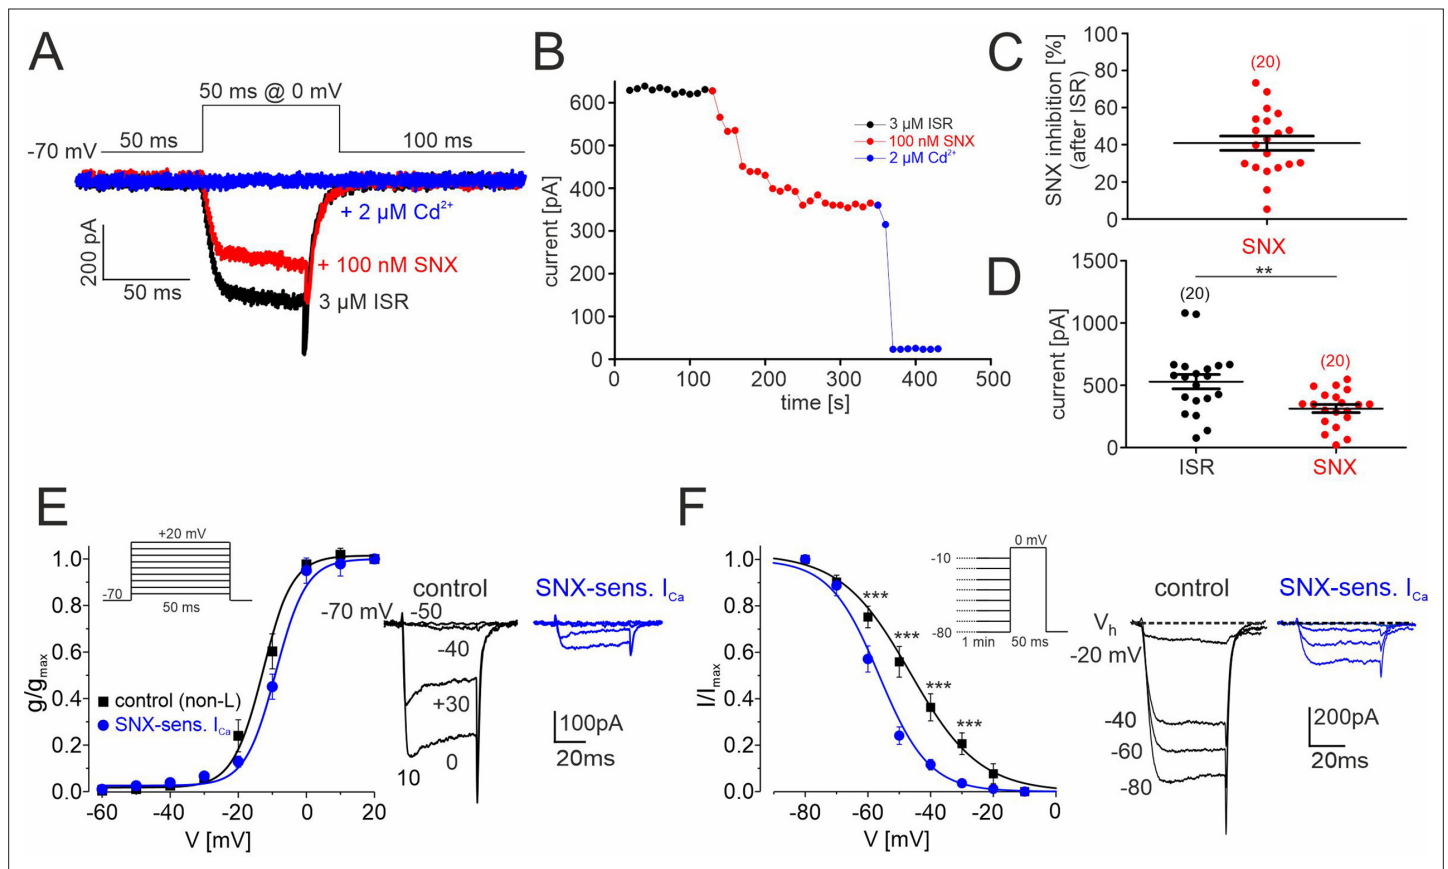 A
50 ms @ 0 mV
50 ms
100 ms
-70 mV
+ 2 µM Cd²⁺
+ 100 nM SNX
3 µM ISR
200 pA
50 ms
B
600
500
400
300
200
100
0
current [pA]
0 100 200 300 400 500
time [s]
3 µM ISR
100 nM SNX
2 µM Cd²⁺
C
SNX inhibition [%]
(after ISR)
100
80
60
40
20
0
(20)
SNX
D
current [pA]
1500
1000
500
0
**
(20)
(20)
ISR SNX
E
+20 mV
-70
50 ms
g/gmax
1.0
0.8
0.6
0.4
0.2
0.0
control (non-L)
SNX-sens. ICa
-60 -40 -20 0 20
V [mV]
control
-70 mV
-50
-40
+30
0
10
SNX-sens. ICa
100pA
20ms
F
I/Imax
1.0
0.8
0.6
0.4
0.2
0.0
***
***
***
***
0 mV
-10
-80
1 min 50 ms
-80 -60 -40 -20 0
V [mV]
control
Vh
-20 mV
-40
-60
-80
SNX-sens. ICa
200pA
20ms